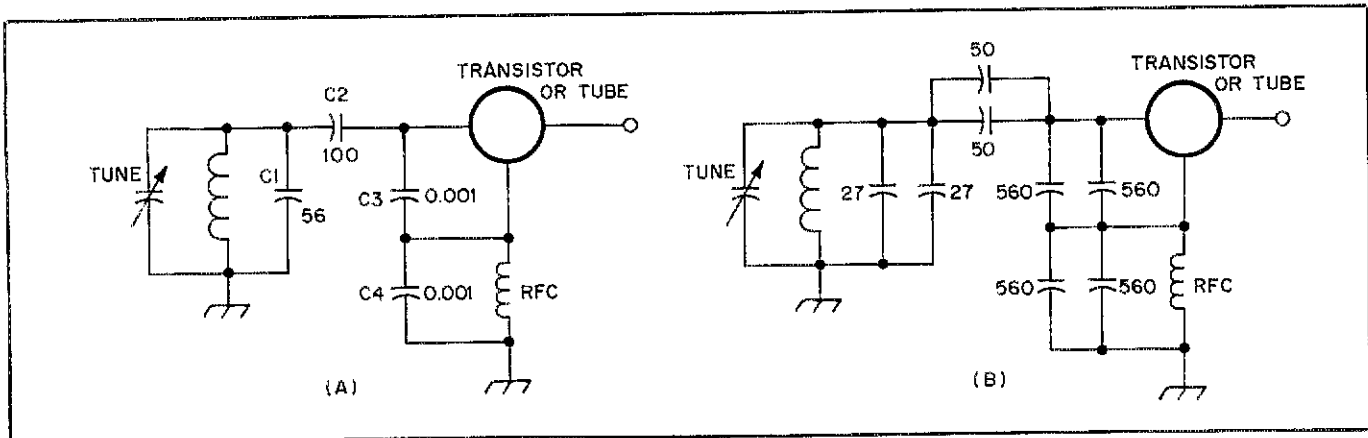 TRANSISTOR
OR TUBE
C2
100
TUNE
C1
56
C3
0.001
C4
0.001
RFC
(A)
50
50
TRANSISTOR
OR TUBE
TUNE
27
27
560
560
560
560
RFC
(B)